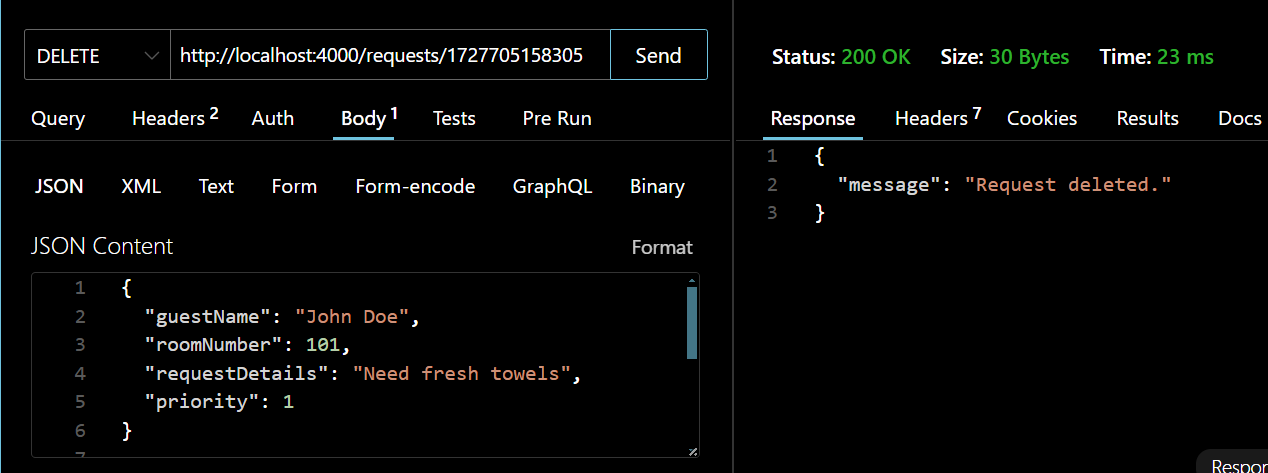 DELETE http://localhost:4000/requests/1727705158305 Send
Query Headers 2 Auth Body 1 Tests Pre Run
JSON XML Text Form Form-encode GraphQL Binary
JSON Content Format
1 {
2 "guestName": "John Doe",
3 "roomNumber": 101,
4 "requestDetails": "Need fresh towels",
5 "priority": 1
6 }
7
Status: 200 OK Size: 30 Bytes Time: 23 ms
Response Headers 7 Cookies Results Docs
1 {
2 "message": "Request deleted."
3 }
Respor